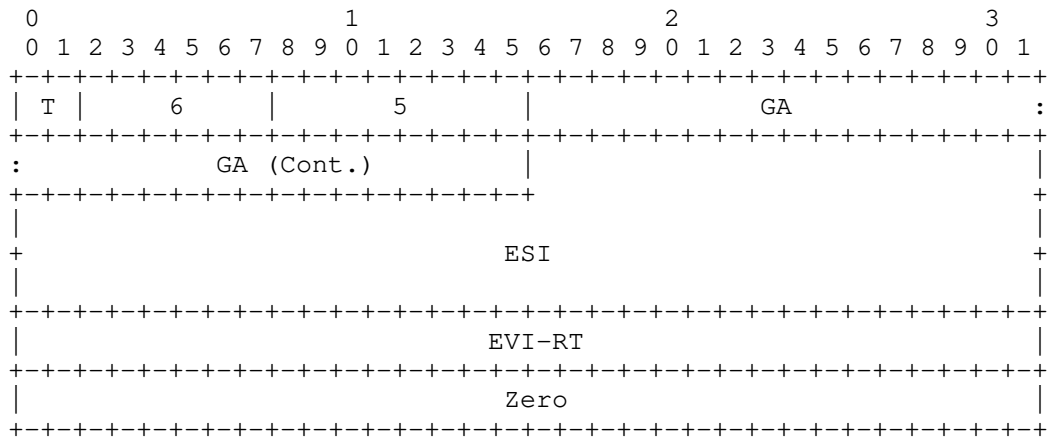 0                   1                   2                   3
 0 1 2 3 4 5 6 7 8 9 0 1 2 3 4 5 6 7 8 9 0 1 2 3 4 5 6 7 8 9 0 1
+-+-+-+-+-+-+-+-+-+-+-+-+-+-+-+-+-+-+-+-+-+-+-+-+-+-+-+-+-+-+-+-+
| T |     6     |       5       |              GA               :
+-+-+-+-+-+-+-+-+-+-+-+-+-+-+-+-+-+-+-+-+-+-+-+-+-+-+-+-+-+-+-+-+
:            GA (Cont.)         |                               |
+-+-+-+-+-+-+-+-+-+-+-+-+-+-+-+-+                               +
|                                                               |
+                              ESI                              +
|                                                               |
+-+-+-+-+-+-+-+-+-+-+-+-+-+-+-+-+-+-+-+-+-+-+-+-+-+-+-+-+-+-+-+-+
|                             EVI-RT                            |
+-+-+-+-+-+-+-+-+-+-+-+-+-+-+-+-+-+-+-+-+-+-+-+-+-+-+-+-+-+-+-+-+
|                              Zero                             |
+-+-+-+-+-+-+-+-+-+-+-+-+-+-+-+-+-+-+-+-+-+-+-+-+-+-+-+-+-+-+-+-+